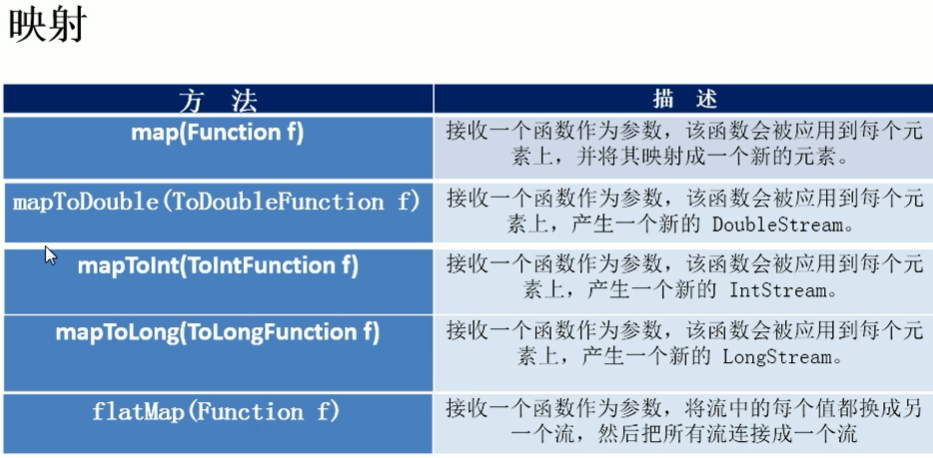 映射
方 法
描 述
map(Function f)
接收一个函数作为参数，该函数会被应用到每个元
素上，并将其映射成一个新的元素。
mapToDouble(ToDoubleFunction f)
接收一个函数作为参数，该函数会被应用到每个元
素上，产生一个新的 DoubleStream。
mapToInt(ToIntFunction f)
接收一个函数作为参数，该函数会被应用到每个元
素上，产生一个新的 IntStream。
mapToLong(ToLongFunction f)
接收一个函数作为参数，该函数会被应用到每个元
素上，产生一个新的 LongStream。
flatMap(Function f)
接收一个函数作为参数，将流中的每个值都换成另
一个流，然后把所有流连接成一个流